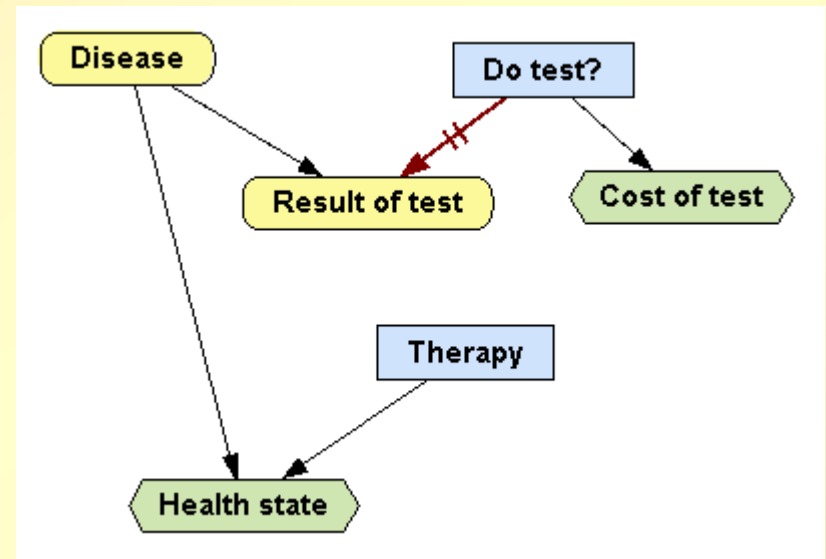 Disease
Do test?
Result of test
Cost of test
Therapy
Health state